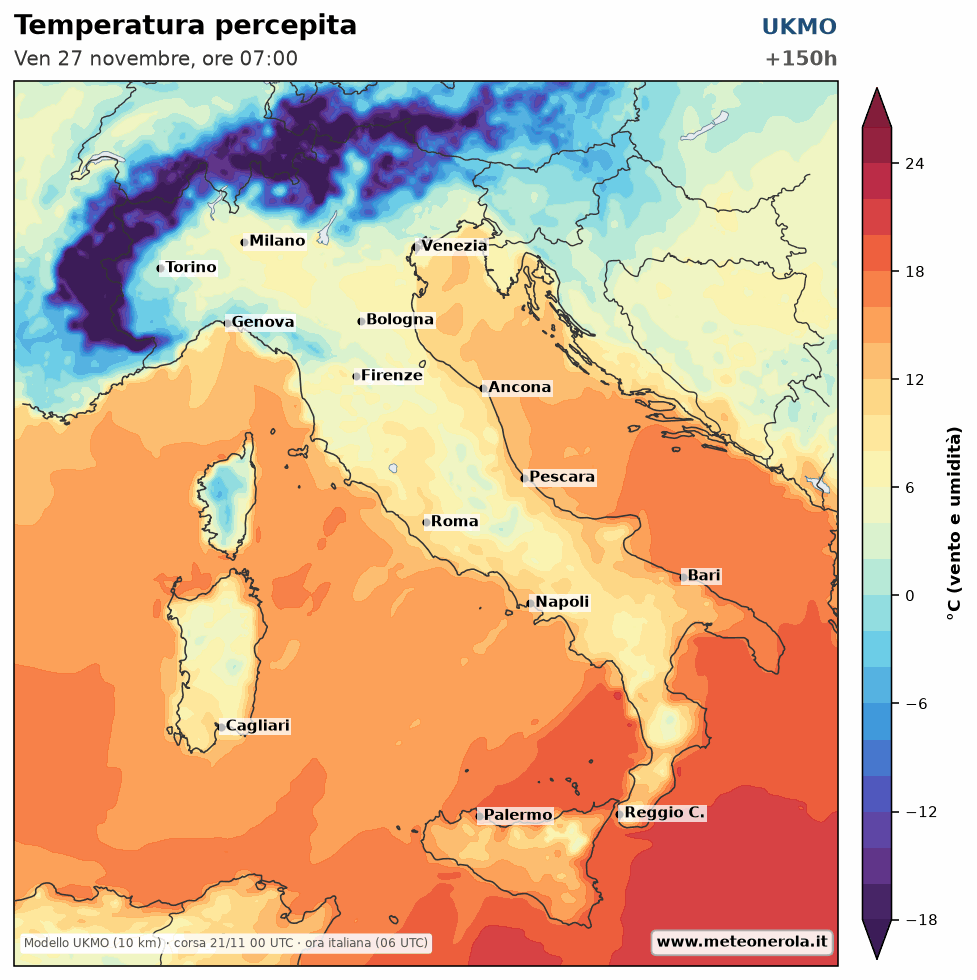 Temperatura percepita
UKMO
Ven 27 novembre, ore 07:00
+150h
Milano
Venezia
Torino
Genova
Bologna
Firenze
Ancona
Pescara
Roma
Bari
Napoli
Cagliari
Palermo
Reggio C.
24
18
12
6
0
−6
−12
−18
°C (vento e umidità)
Modello UKMO (10 km) · corsa 21/11 00 UTC · ora italiana (06 UTC)
www.meteonerola.it